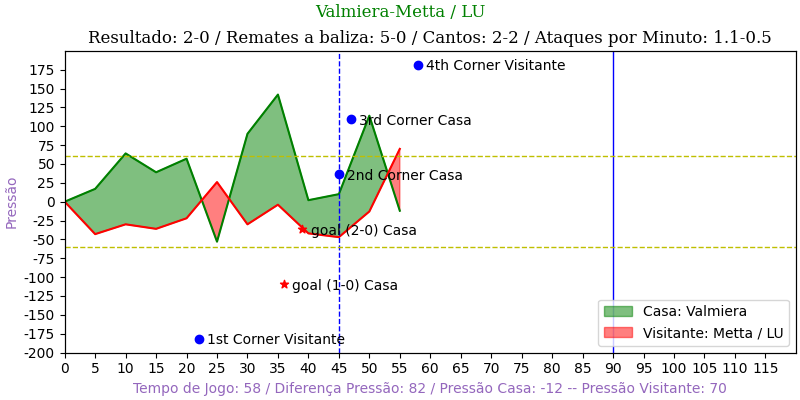 Valmiera-Metta / LU
Resultado: 2-0 / Remates a baliza: 5-0 / Cantos: 2-2 / Ataques por Minuto: 1.1-0.5
175
150
125
100
75
50
25
0
-25
-50
-75
-100
-125
-150
-175
-200
Pressão
4th Corner Visitante
3rd Corner Casa
2nd Corner Casa
goal (2-0) Casa
goal (1-0) Casa
1st Corner Visitante
Casa: Valmiera
Visitante: Metta / LU
0 5 10 15 20 25 30 35 40 45 50 55 60 65 70 75 80 85 90 95 100 105 110 115
Tempo de Jogo: 58 / Diferença Pressão: 82 / Pressão Casa: -12 -- Pressão Visitante: 70